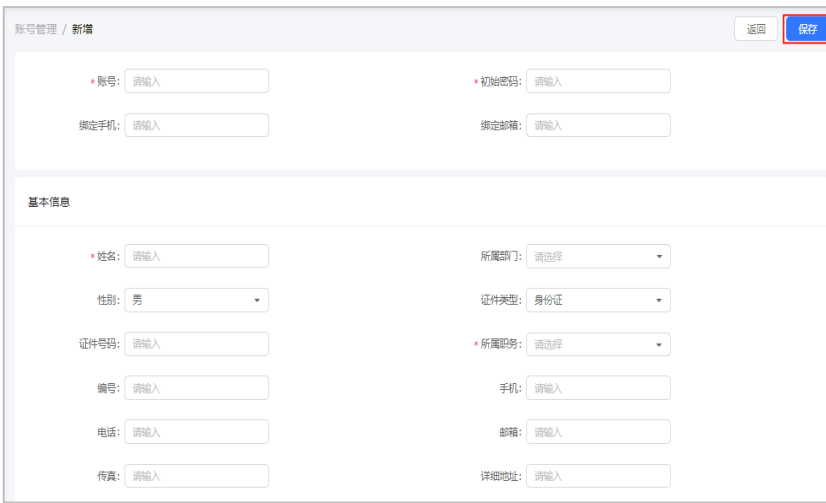 账号管理 / 新增 返回 保存
* 账号: 请输入 * 初始密码: 请输入
绑定手机: 请输入 绑定邮箱: 请输入
基本信息
* 姓名: 请输入 所属部门: 请选择
性别: 男 证件类型: 身份证
证件号码: 请输入 * 所属职务: 请选择
编号: 请输入 手机: 请输入
电话: 请输入 邮箱: 请输入
传真: 请输入 详细地址: 请输入